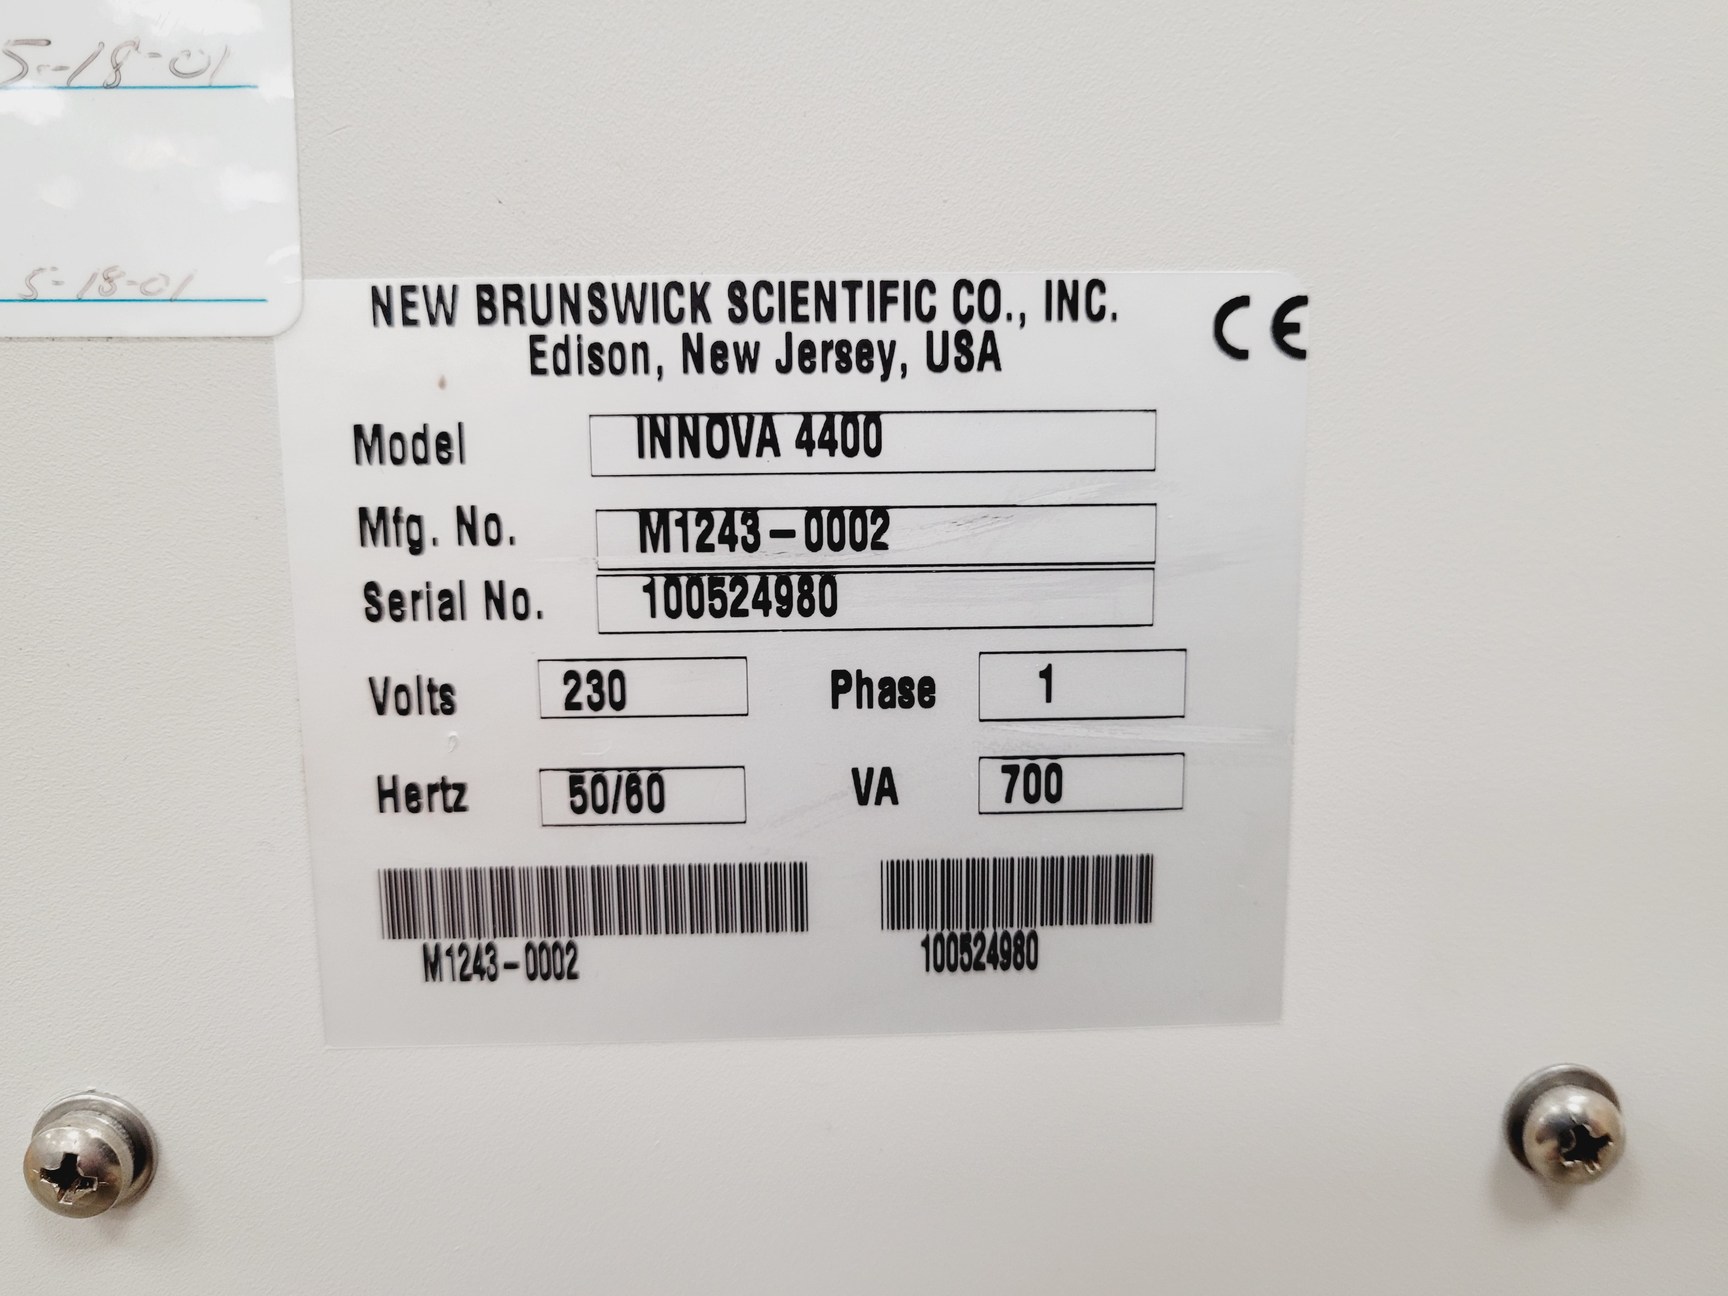 5-18-01
5-18-01
NEW BRUNSWICK SCIENTIFIC CO., INC.
Edison, New Jersey, USA
CE
Model INNOVA 4400
Mfg. No. M1243-0002
Serial No. 100524980
Volts 230 Phase 1
Hertz 50/60 VA 700
M1243-0002 100524980